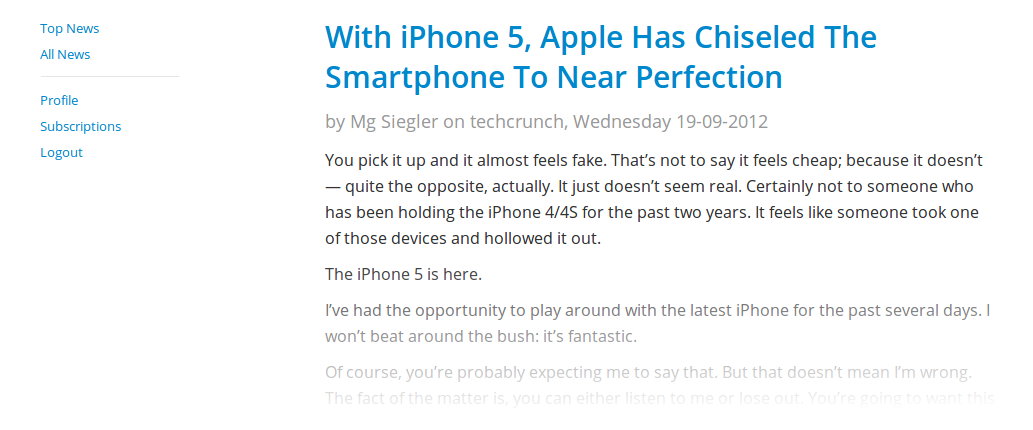 Top News
All News
Profile
Subscriptions
Logout
With iPhone 5, Apple Has Chiseled The
Smartphone To Near Perfection
by Mg Siegler on techcrunch, Wednesday 19-09-2012
You pick it up and it almost feels fake. That’s not to say it feels cheap; because it doesn’t
— quite the opposite, actually. It just doesn’t seem real. Certainly not to someone who
has been holding the iPhone 4/4S for the past two years. It feels like someone took one
of those devices and hollowed it out.
The iPhone 5 is here.
I’ve had the opportunity to play around with the latest iPhone for the past several days. I
won’t beat around the bush: it’s fantastic.
Of course, you’re probably expecting me to say that. But that doesn’t mean I’m wrong.
The fact of the matter is, you can either listen to me or lose out. You’re going to want this